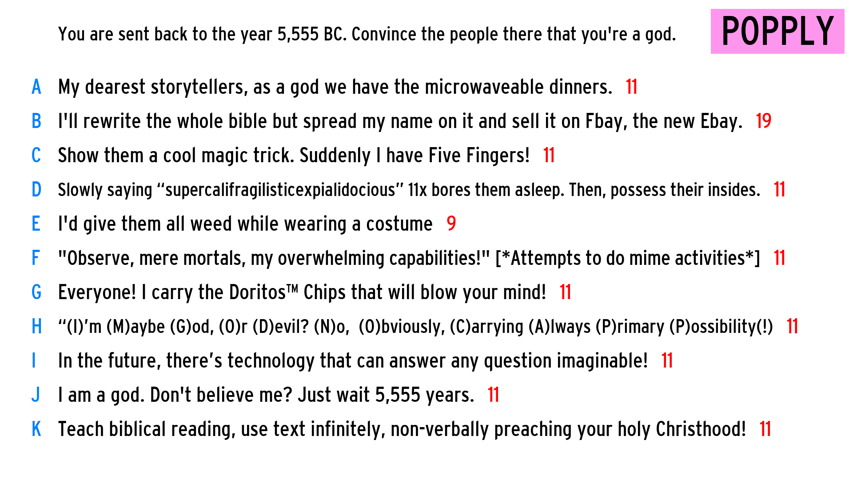 You are sent back to the year 5,555 BC. Convince the people there that you're a god.
POPPLY
A My dearest storytellers, as a god we have the microwaveable dinners. 11
B I'll rewrite the whole bible but spread my name on it and sell it on Fbay, the new Ebay. 19
C Show them a cool magic trick. Suddenly I have Five Fingers! 11
D Slowly saying “supercalifragilisticexpialidocious” 11x bores them asleep. Then, possess their insides. 11
E I'd give them all weed while wearing a costume 9
F "Observe, mere mortals, my overwhelming capabilities!" [*Attempts to do mime activities*] 11
G Everyone! I carry the Doritos™ Chips that will blow your mind! 11
H “(I)’m (M)aybe (G)od, (O)r (D)evil? (N)o, (O)bviously, (C)arrying (A)lways (P)rimary (P)ossibility(!) 11
I In the future, there’s technology that can answer any question imaginable! 11
J I am a god. Don't believe me? Just wait 5,555 years. 11
K Teach biblical reading, use text infinitely, non-verbally preaching your holy Christhood! 11